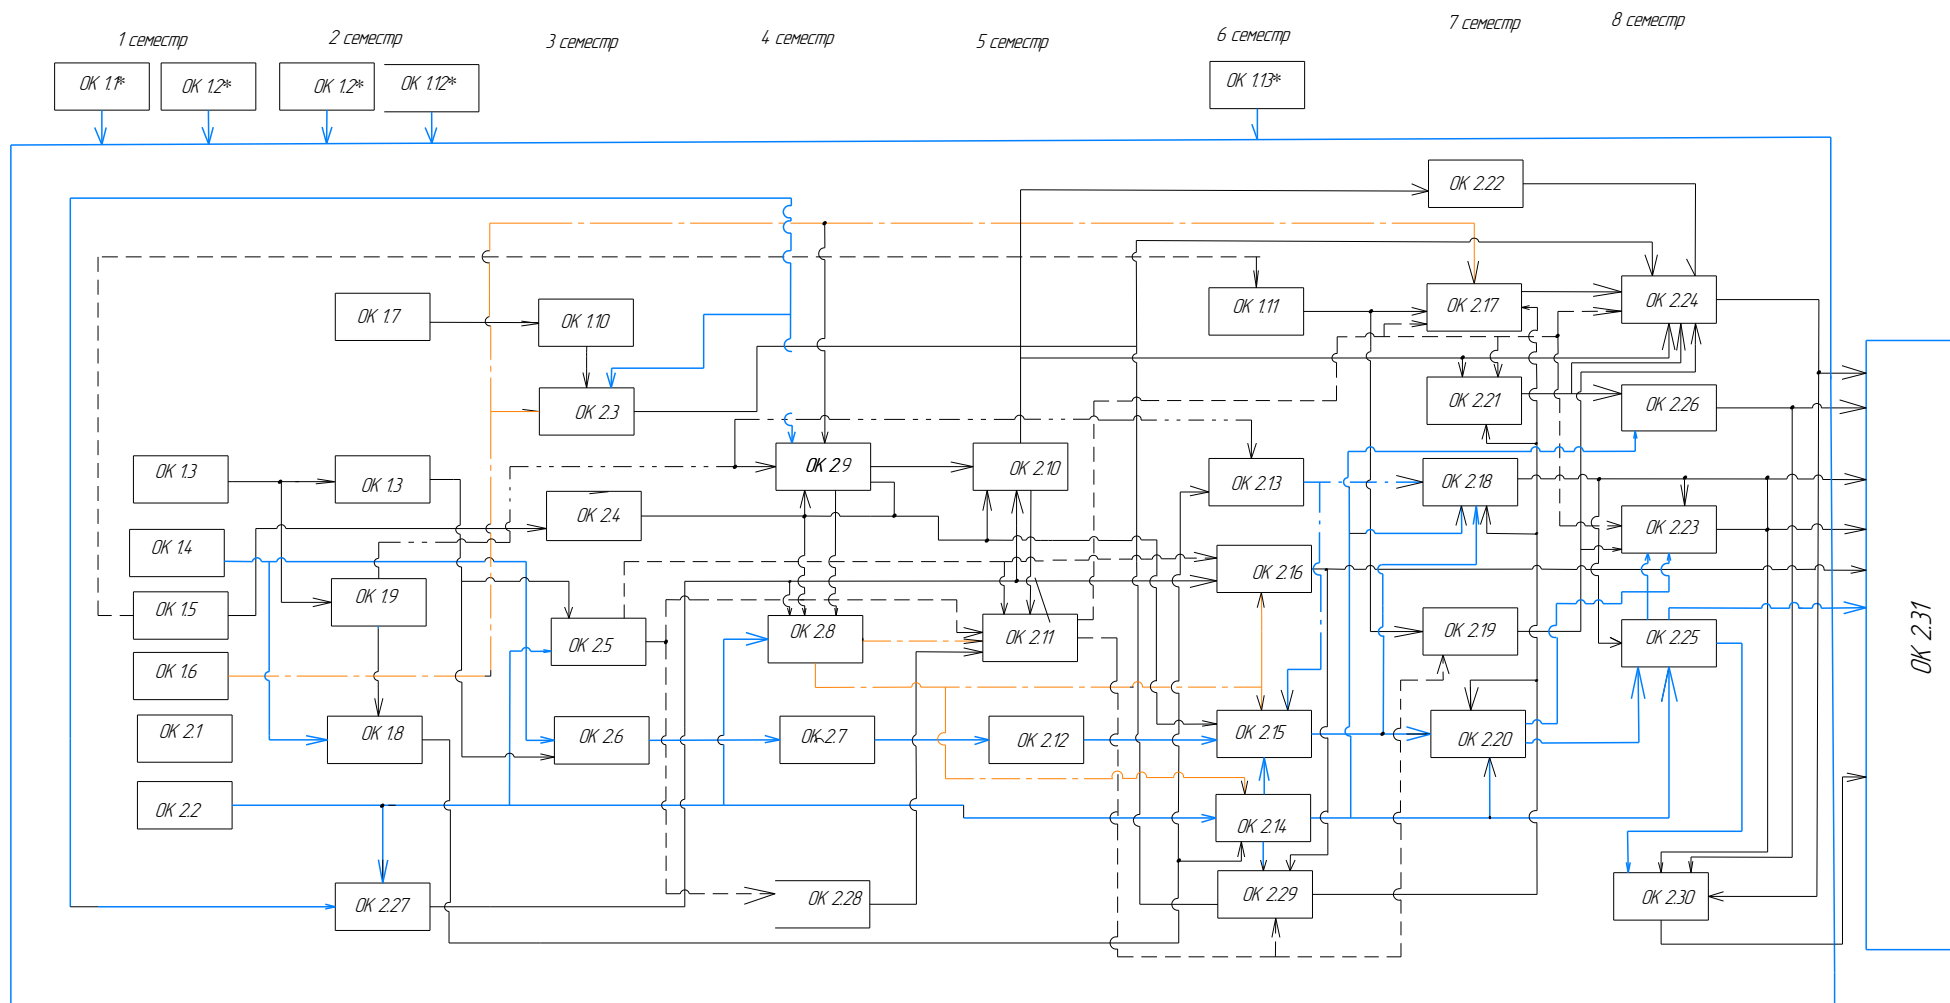 1 семестр
2 семестр
3 семестр
4 семестр
5 семестр
6 семестр
7 семестр
8 семестр
ОК 1.1*
ОК 1.2*
ОК 1.2*
ОК 1.12*
ОК 1.13*
ОК 1.3
ОК 1.4
ОК 1.5
ОК 1.6
ОК 2.1
ОК 2.2
ОК 1.7
ОК 1.3
ОК 1.9
ОК 1.8
ОК 2.27
ОК 1.10
ОК 2.3
ОК 2.4
ОК 2.5
ОК 2.6
ОК 2.9
ОК 2.8
ОК 2.7
ОК 2.28
ОК 2.10
ОК 2.11
ОК 2.12
ОК 1.11
ОК 2.13
ОК 2.16
ОК 2.15
ОК 2.14
ОК 2.29
ОК 2.22
ОК 2.17
ОК 2.21
ОК 2.18
ОК 2.19
ОК 2.20
ОК 2.24
ОК 2.26
ОК 2.23
ОК 2.25
ОК 2.30
ОК 2.31